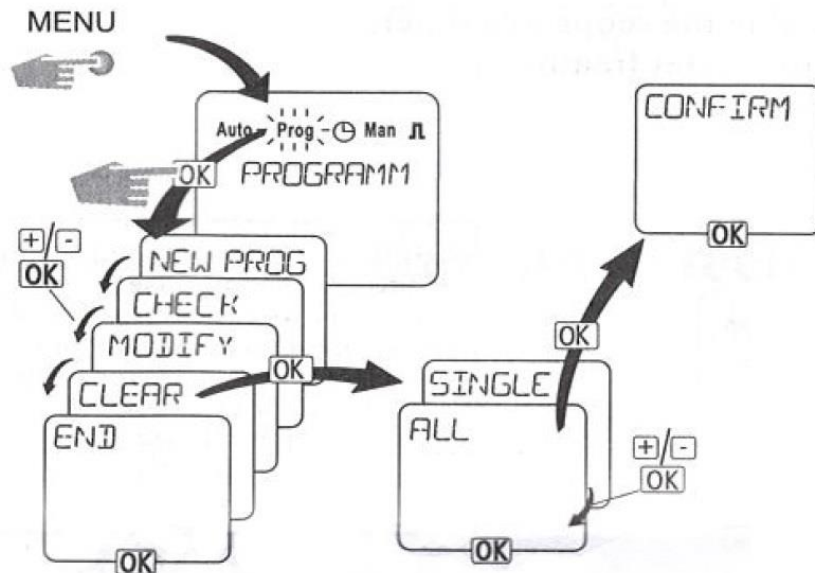 MENU
Auto Prog Man
OK PROGRAMM
+/-
OK
NEW PROG
CHECK
MODIFY
CLEAR
END
OK
OK
SINGLE
ALL
+/-
OK
OK
OK
CONFIRM
OK